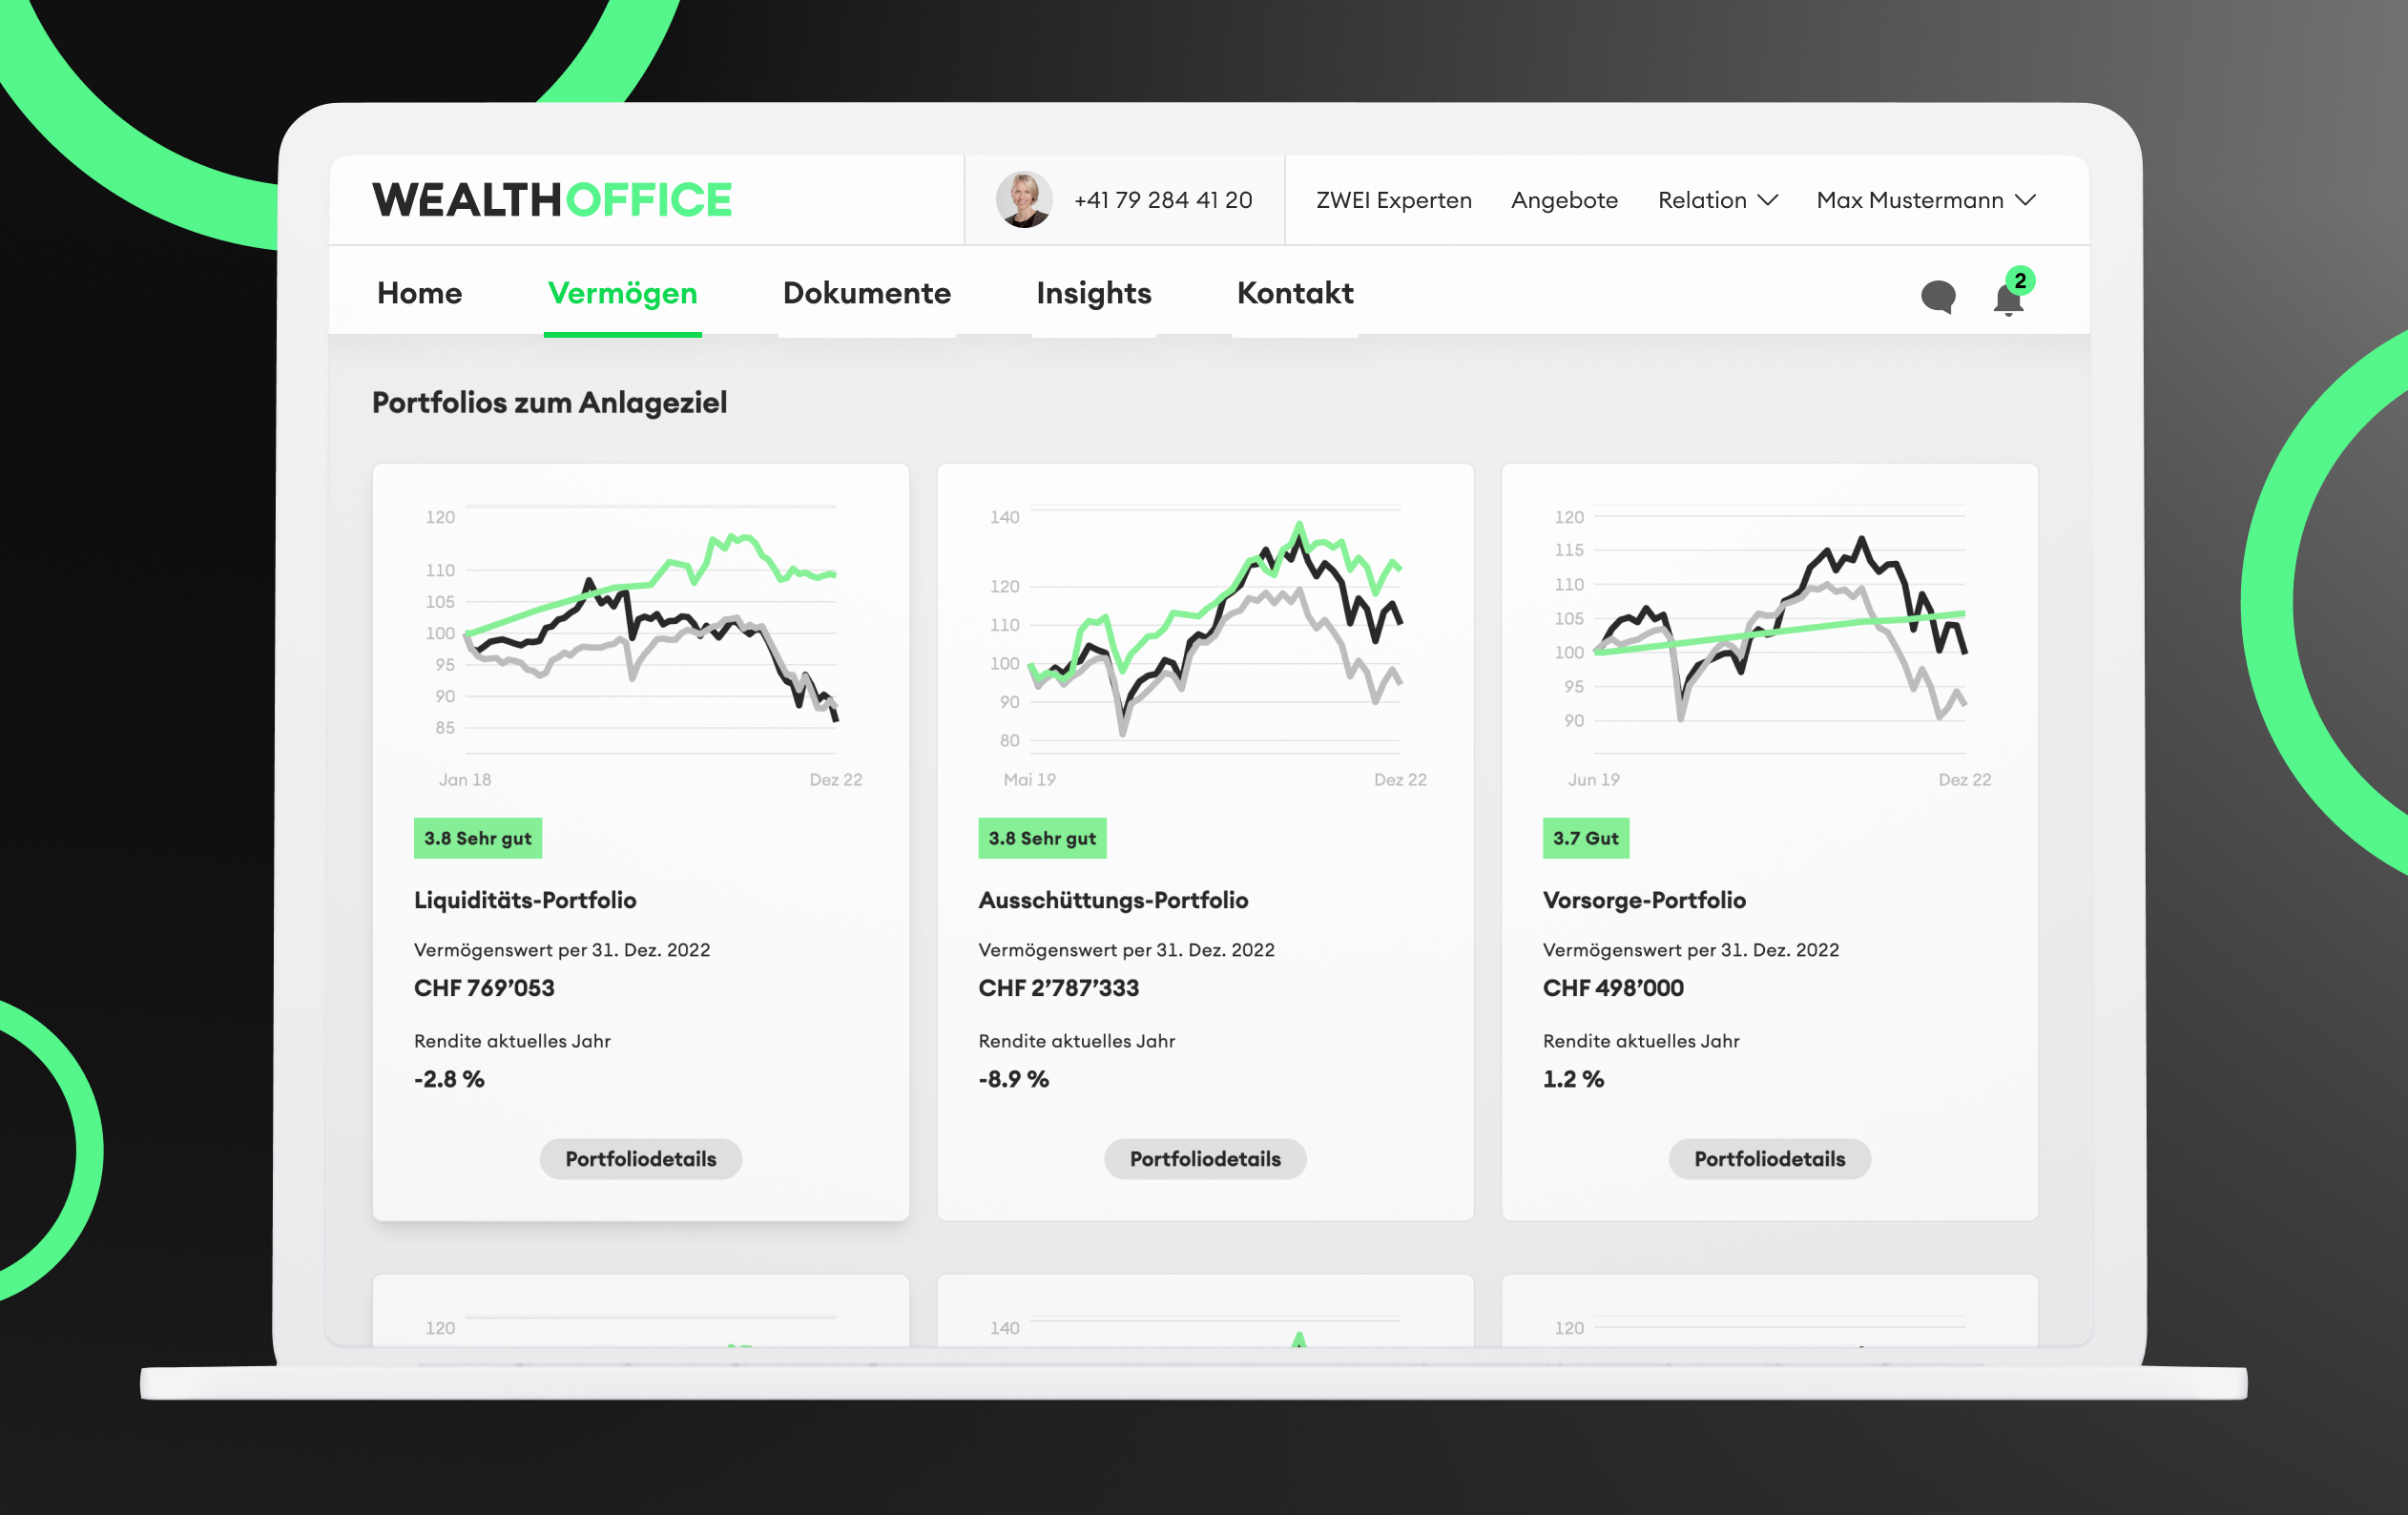 WEALTHOFFICE
+41 79 284 41 20
ZWEI Experten
Angebote
Relation
Max Mustermann
Home
Vermögen
Dokumente
Insights
Kontakt
2
Portfolios zum Anlageziel
120
110
105
100
95
90
85
Jan 18
Dez 22
3.8 Sehr gut
Liquiditäts-Portfolio
Vermögenswert per 31. Dez. 2022
CHF 769’053
Rendite aktuelles Jahr
-2.8 %
Portfoliodetails
140
120
110
100
90
80
Mai 19
Dez 22
3.8 Sehr gut
Ausschüttungs-Portfolio
Vermögenswert per 31. Dez. 2022
CHF 2’787’333
Rendite aktuelles Jahr
-8.9 %
Portfoliodetails
120
115
110
105
100
95
90
Jun 19
Dez 22
3.7 Gut
Vorsorge-Portfolio
Vermögenswert per 31. Dez. 2022
CHF 498’000
Rendite aktuelles Jahr
1.2 %
Portfoliodetails
120
140
120